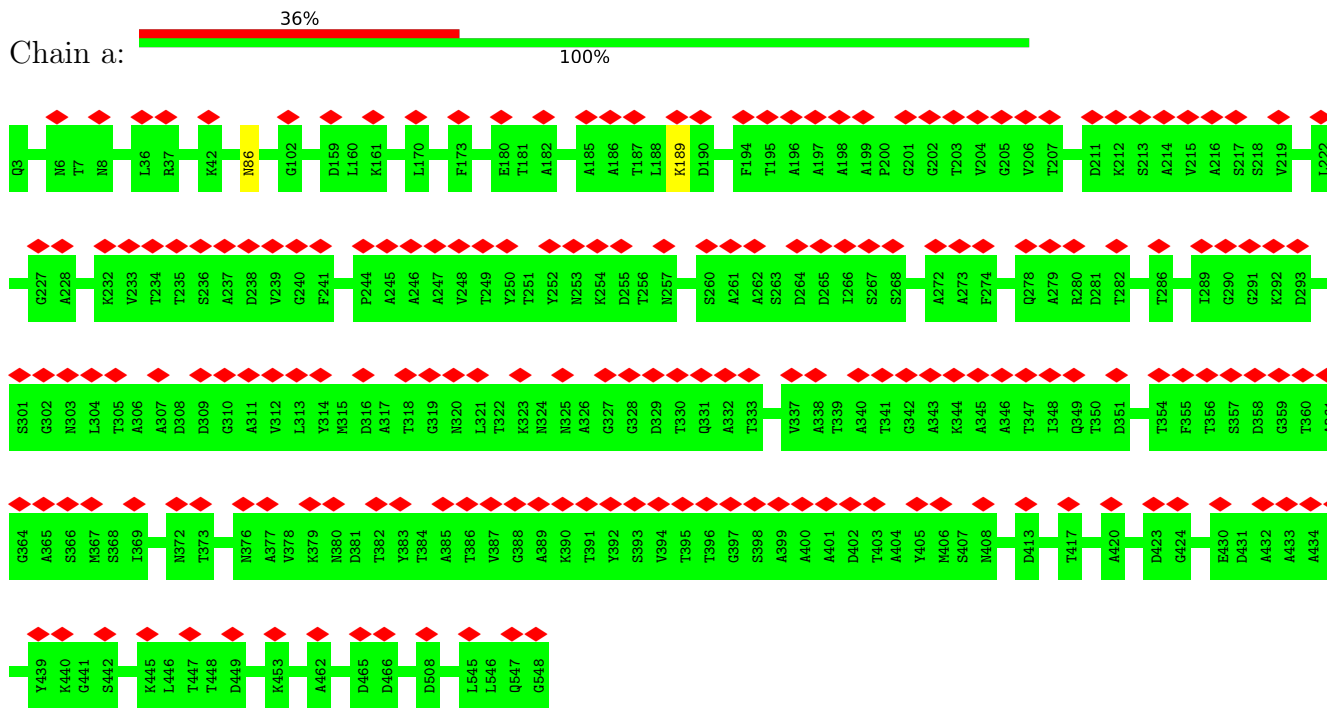 36%
Chain a:
100%
Q3 N6 T7 N8 L36 R37 K42 N86 G102 D159 L160 K161 L170 F173 E180 T181 A182 A185 A186 T187 L188 K189 D190 F194 T195 A196 A197 A198 A199 P200 G201 G202 T203 V204 G205 V206 T207 D211 K212 S213 A214 V215 A216 S217 S218 V219 L222
G227 A228 K232 V233 T234 T235 S236 A237 D238 V239 G240 F241 P244 A245 A246 A247 V248 T249 Y250 T251 Y252 N253 K254 D255 T256 N257 S260 A261 A262 S263 D264 D265 I266 S267 S268 A272 A273 F274 Q278 A279 R280 D281 T282 T286 I289 G290 G291 K292 D293
S301 G302 N303 L304 T305 A306 A307 D308 D309 G310 A311 V312 L313 Y314 M315 D316 A317 T318 G319 N320 L321 T322 K323 N324 N325 A326 G327 G328 D329 T330 Q331 A332 T333 V337 A338 T339 A340 T341 G342 A343 K344 A345 A346 T347 I348 Q349 T350 D351 T354 F355 T356 S357 D358 G359 T360
G364 A365 S366 M367 S368 I369 N372 T373 N376 A377 V378 K379 N380 D381 T382 Y383 T384 A385 T386 V387 G388 A389 K390 T391 Y392 S393 V394 T395 T396 G397 S398 A399 A400 A401 D402 T403 A404 Y405 M406 S407 N408 D413 T417 A420 D423 G424 E430 D431 A432 A433 A434
Y439 K440 G441 S442 K445 L446 T447 T448 D449 K453 A462 D465 D466 D508 L545 L546 Q547 G548